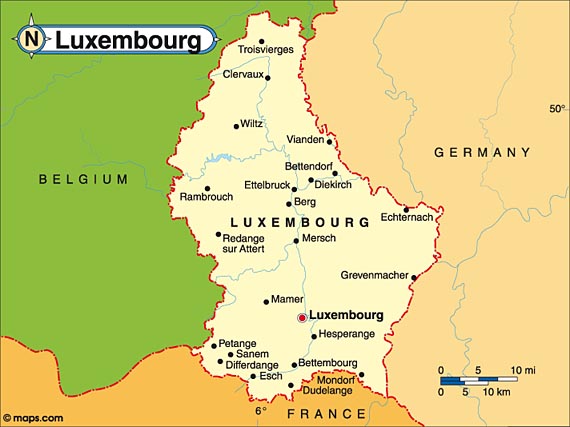 N
Luxembourg
Troisvierges
Clervaux
50°
Wiltz
Vianden
GERMANY
Bettendorf
BELGIUM
Ettelbruck
Diekirch
Rambrouch
Berg
Echternach
LUXEMBOURG
Redange
sur Attert
Mersch
Grevenmacher
Mamer
Luxembourg
Hesperange
Petange
Sanem
Differdange
Bettembourg
Esch
Mondorf
Dudelange
0 5 10 mi
0 5 10 km
6°
FRANCE
© maps.com